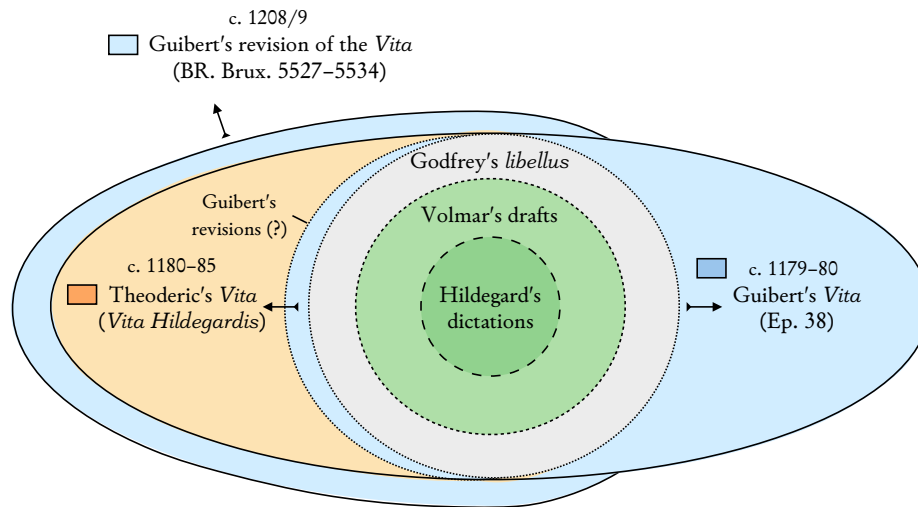 c. 1208/9
Guibert's revision of the Vita
(BR. Brux. 5527–5534)
Godfrey's libellus
Guibert's
revisions (?)
Volmar's drafts
c. 1180–85
Theoderic's Vita
(Vita Hildegardis)
Hildegard's
dictations
c. 1179–80
Guibert's Vita
(Ep. 38)